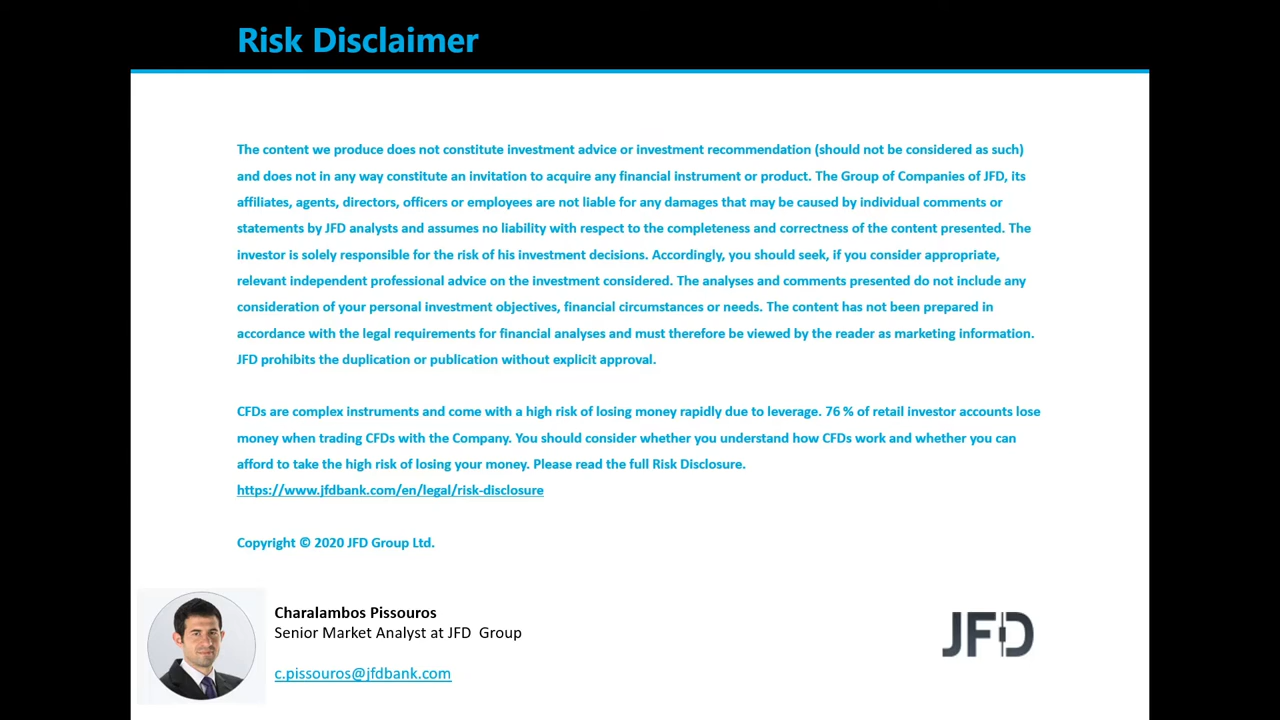 Risk Disclaimer
The content we produce does not constitute investment advice or investment recommendation (should not be considered as such)
and does not in any way constitute an invitation to acquire any financial instrument or product. The Group of Companies of JFD, its
affiliates, agents, directors, officers or employees are not liable for any damages that may be caused by individual comments or
statements by JFD analysts and assumes no liability with respect to the completeness and correctness of the content presented. The
investor is solely responsible for the risk of his investment decisions. Accordingly, you should seek, if you consider appropriate,
relevant independent professional advice on the investment considered. The analyses and comments presented do not include any
consideration of your personal investment objectives, financial circumstances or needs. The content has not been prepared in
accordance with the legal requirements for financial analyses and must therefore be viewed by the reader as marketing information.
JFD prohibits the duplication or publication without explicit approval.
CFDs are complex instruments and come with a high risk of losing money rapidly due to leverage. 76 % of retail investor accounts lose
money when trading CFDs with the Company. You should consider whether you understand how CFDs work and whether you can
afford to take the high risk of losing your money. Please read the full Risk Disclosure.
https://www.jfdbank.com/en/legal/risk-disclosure
Copyright © 2020 JFD Group Ltd.
Charalambos Pissouros
Senior Market Analyst at JFD Group
c.pissouros@jfdbank.com
JFD